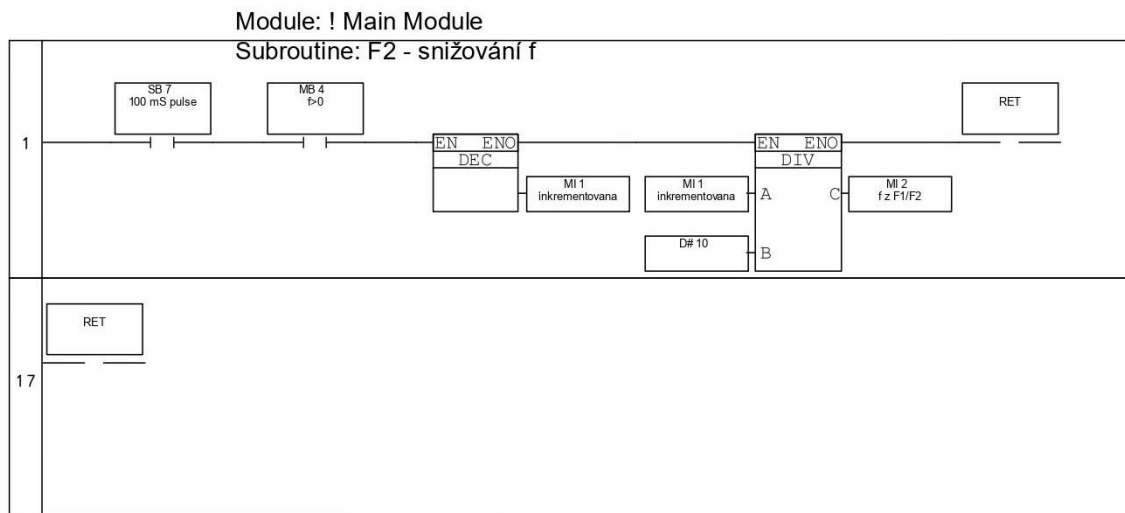 Module: ! Main Module
Subroutine: F2 - snižování f
1
SB 7
100 mS pulse
MB 4
f>0
EN ENO
DEC
MI 1
inkrementovana
MI 1
inkrementovana
D# 10
EN ENO
DIV
A C
B
MI 2
f z F1/F2
RET
17
RET